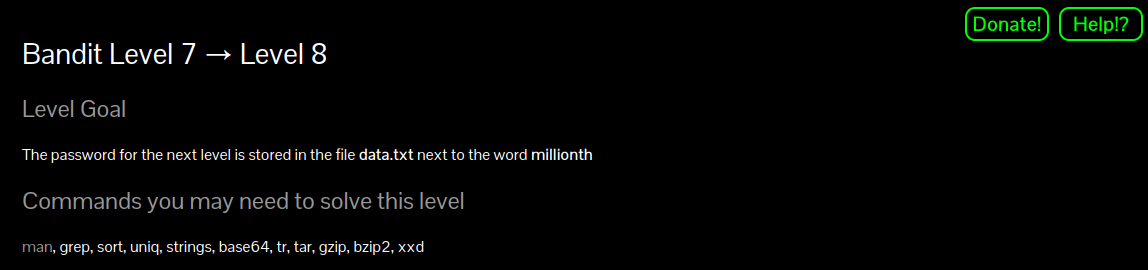 Donate! Help!?
Bandit Level 7 → Level 8
Level Goal
The password for the next level is stored in the file data.txt next to the word millionth
Commands you may need to solve this level
man, grep, sort, uniq, strings, base64, tr, tar, gzip, bzip2, xxd